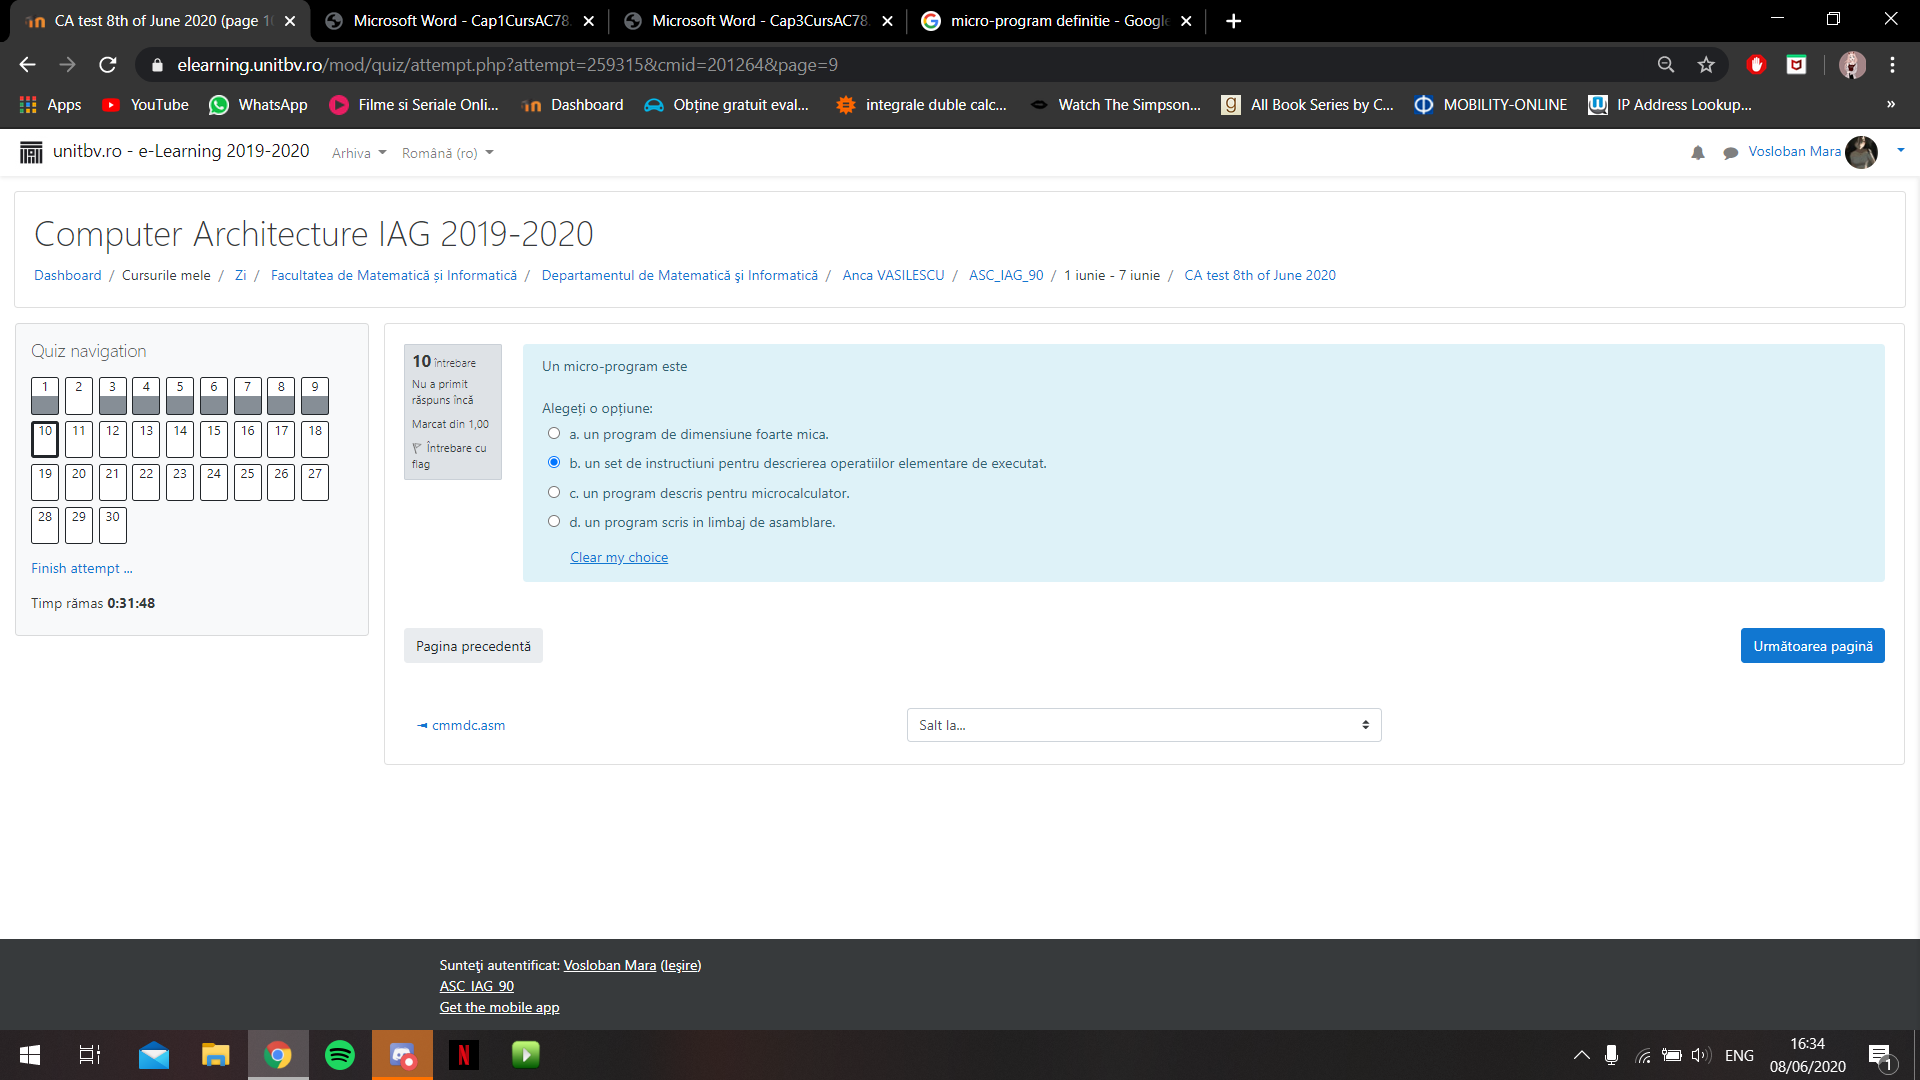 CA test 8th of June 2020 (page 10
Microsoft Word - Cap1CursAC78.
Microsoft Word - Cap3CursAC78.
micro-program definitie - Google
elearning.unitbv.ro/mod/quiz/attempt.php?attempt=259315&cmid=201264&page=9
Apps
YouTube
WhatsApp
Filme si Seriale Onli...
Dashboard
Obține gratuit eval...
integrale duble calc...
Watch The Simpson...
All Book Series by C...
MOBILITY-ONLINE
IP Address Lookup...
»
unitbv.ro - e-Learning 2019-2020
Arhiva
Română (ro)
Vosloban Mara
Computer Architecture IAG 2019-2020
Dashboard / Cursurile mele / Zi / Facultatea de Matematică și Informatică / Departamentul de Matematică şi Informatică / Anca VASILESCU / ASC_IAG_90 / 1 iunie - 7 iunie / CA test 8th of June 2020
Quiz navigation
1 2 3 4 5 6 7 8 9
10 11 12 13 14 15 16 17 18
19 20 21 22 23 24 25 26 27
28 29 30
Finish attempt ...
Timp rămas 0:31:48
10 întrebare
Nu a primit
răspuns încă
Marcat din 1,00
Întrebare cu
flag
Un micro-program este
Alegeți o opțiune:
a. un program de dimensiune foarte mica.
b. un set de instructiuni pentru descrierea operatiilor elementare de executat.
c. un program descris pentru microcalculator.
d. un program scris in limbaj de asamblare.
Clear my choice
Pagina precedentă
Următoarea pagină
◄ cmmdc.asm
Salt la...
Sunteţi autentificat: Vosloban Mara (Ieşire)
ASC_IAG_90
Get the mobile app
ENG
16:34
08/06/2020
1